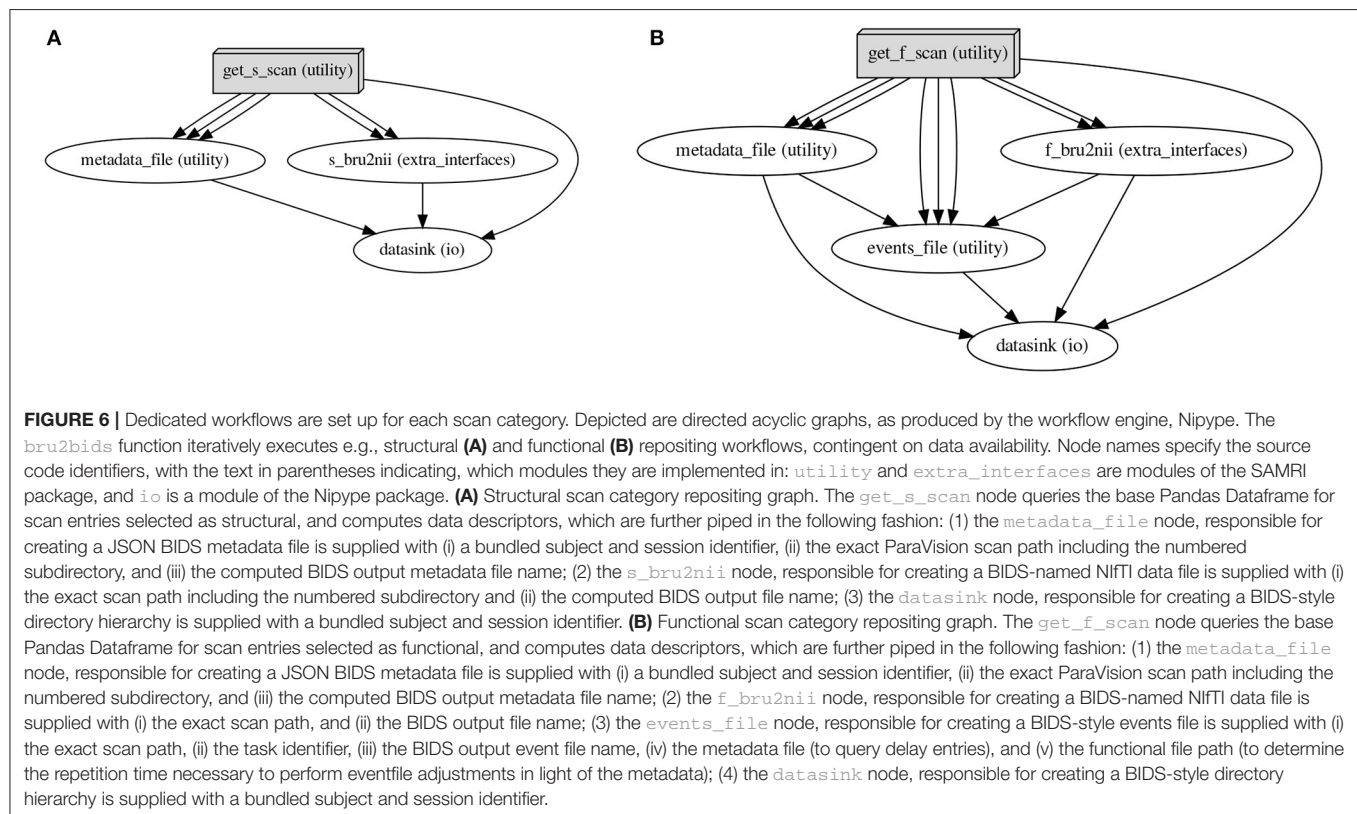 A
get_s_scan (utility)
metadata_file (utility)
s_bru2nii (extra_interfaces)
datasink (io)
B
get_f_scan (utility)
metadata_file (utility)
f_bru2nii (extra_interfaces)
events_file (utility)
datasink (io)
FIGURE 6 | Dedicated workflows are set up for each scan category. Depicted are directed acyclic graphs, as produced by the workflow engine, Nipype. The
bru2bids function iteratively executes e.g., structural (A) and functional (B) repositing workflows, contingent on data availability. Node names specify the source
code identifiers, with the text in parentheses indicating, which modules they are implemented in: utility and extra_interfaces are modules of the SAMRI
package, and io is a module of the Nipype package. (A) Structural scan category repositing graph. The get_s_scan node queries the base Pandas Dataframe for
scan entries selected as structural, and computes data descriptors, which are further piped in the following fashion: (1) the metadata_file node, responsible for
creating a JSON BIDS metadata file is supplied with (i) a bundled subject and session identifier, (ii) the exact ParaVision scan path including the numbered
subdirectory, and (iii) the computed BIDS output metadata file name; (2) the s_bru2nii node, responsible for creating a BIDS-named NIfTI data file is supplied with (i)
the exact scan path including the numbered subdirectory and (ii) the computed BIDS output file name; (3) the datasink node, responsible for creating a BIDS-style
directory hierarchy is supplied with a bundled subject and session identifier. (B) Functional scan category repositing graph. The get_f_scan node queries the base
Pandas Dataframe for scan entries selected as functional, and computes data descriptors, which are further piped in the following fashion: (1) the metadata_file
node, responsible for creating a JSON BIDS metadata file is supplied with (i) a bundled subject and session identifier, (ii) the exact ParaVision scan path including the
numbered subdirectory, and (iii) the computed BIDS output metadata file name; (2) the f_bru2nii node, responsible for creating a BIDS-named NIfTI data file is
supplied with (i) the exact scan path, and (ii) the BIDS output file name; (3) the events_file node, responsible for creating a BIDS-style events file is supplied with (i)
the exact scan path, (ii) the task identifier, (iii) the BIDS output event file name, (iv) the metadata file (to query delay entries), and (v) the functional file path (to determine
the repetition time necessary to perform eventfile adjustments in light of the metadata); (4) the datasink node, responsible for creating a BIDS-style directory
hierarchy is supplied with a bundled subject and session identifier.